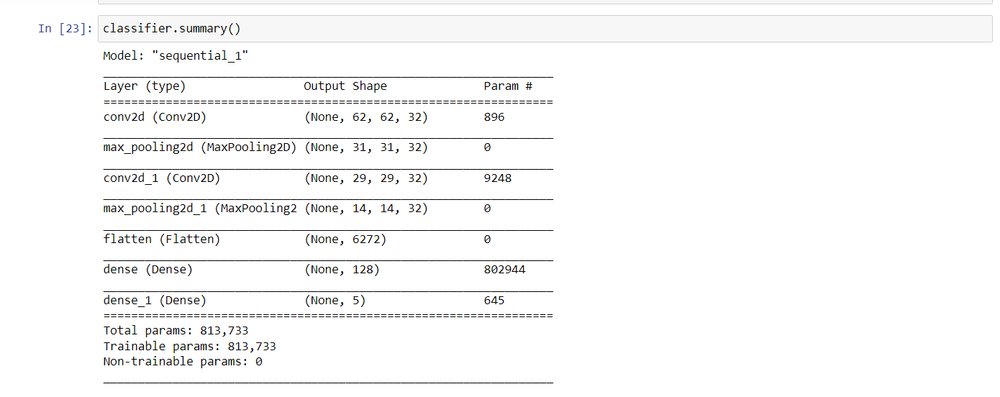 In [23]: classifier.summary()
Model: "sequential_1"
_________________________________________________________________
Layer (type)                 Output Shape              Param #
=================================================================
conv2d (Conv2D)              (None, 62, 62, 32)        896
_________________________________________________________________
max_pooling2d (MaxPooling2D) (None, 31, 31, 32)        0
_________________________________________________________________
conv2d_1 (Conv2D)            (None, 29, 29, 32)        9248
_________________________________________________________________
max_pooling2d_1 (MaxPooling2 (None, 14, 14, 32)        0
_________________________________________________________________
flatten (Flatten)            (None, 6272)              0
_________________________________________________________________
dense (Dense)                (None, 128)               802944
_________________________________________________________________
dense_1 (Dense)              (None, 5)                 645
=================================================================
Total params: 813,733
Trainable params: 813,733
Non-trainable params: 0
_________________________________________________________________